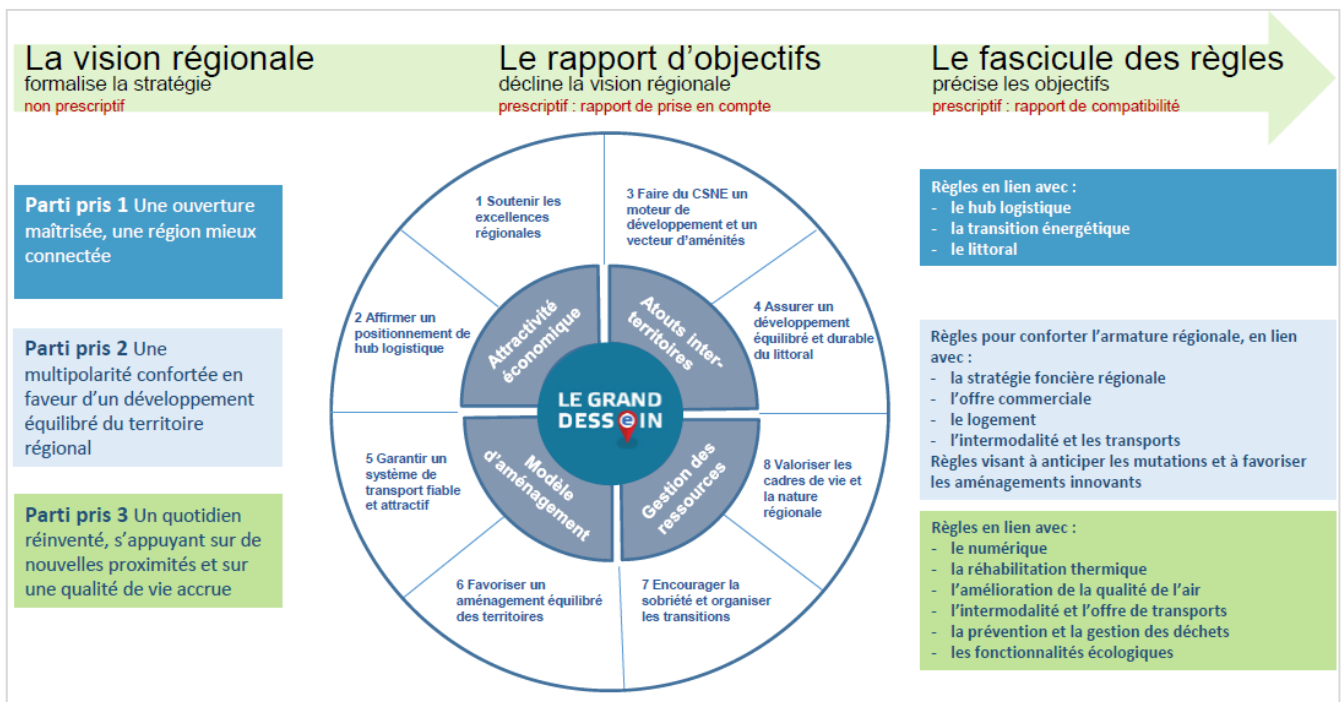 La vision régionale
formalise la stratégie
non prescriptif
Le rapport d'objectifs
décline la vision régionale
prescriptif : rapport de prise en compte
Le fascicule des règles
précise les objectifs
prescriptif : rapport de compatibilité
Parti pris 1 Une ouverture
maîtrisée, une région mieux
connectée
Parti pris 2 Une
multipolarité confortée en
faveur d'un développement
équilibré du territoire
régional
Parti pris 3 Un quotidien
réinventé, s'appuyant sur de
nouvelles proximités et sur
une qualité de vie accrue
1 Soutenir les
excellences
régionales
3 Faire du CSNE un
moteur de
développement et un
vecteur d'aménités
2 Affirmer un
positionnement de
hub logistique
4 Assurer un
développement
équilibré et durable
du littoral
5 Garantir un
système de
transport fiable
et attractif
8 Valoriser les
cadres de vie et
la nature
régionale
6 Favoriser un
aménagement équilibré
des territoires
7 Encourager la
sobriété et organiser
les transitions
Attractivité
économique
Atouts inter-
territoires
Modèle
d'aménagement
Gestion des
ressources
LE GRAND
DESSeIN
Règles en lien avec :
- le hub logistique
- la transition énergétique
- le littoral
Règles pour conforter l'armature régionale, en lien
avec :
- la stratégie foncière régionale
- l'offre commerciale
- le logement
- l'intermodalité et les transports
Règles visant à anticiper les mutations et à favoriser
les aménagements innovants
Règles en lien avec :
- le numérique
- la réhabilitation thermique
- l'amélioration de la qualité de l'air
- l'intermodalité et l'offre de transports
- la prévention et la gestion des déchets
- les fonctionnalités écologiques